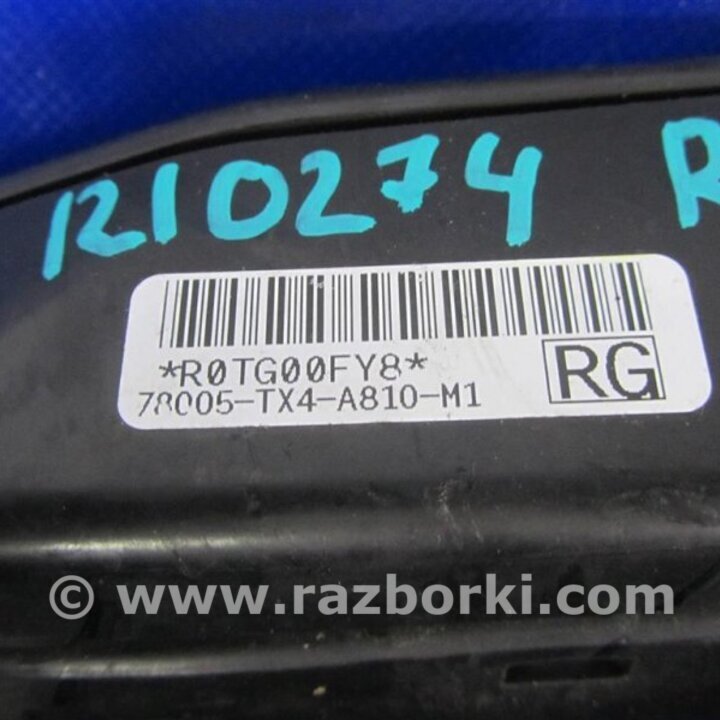 1210274 R
*R0TG00FY8*
RG
78005-TX4-A810-M1
© www.razborki.com